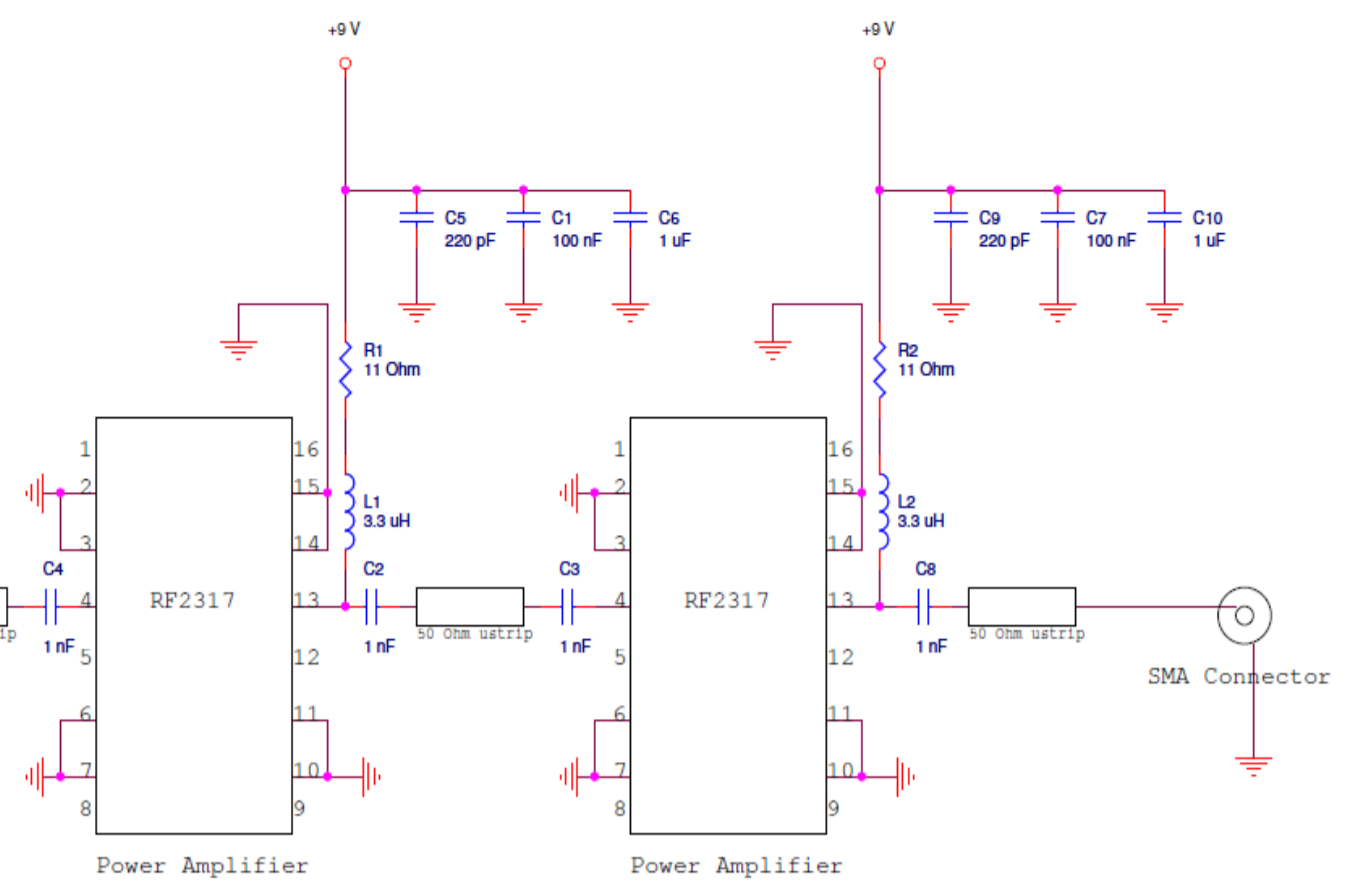 +9 V
+9 V
C5
220 pF
C1
100 nF
C6
1 uF
C9
220 pF
C7
100 nF
C10
1 uF
R1
11 Ohm
R2
11 Ohm
1
16
1
16
2
15
2
15
L1
3.3 uH
L2
3.3 uH
3
14
3
14
C4
C2
C3
C8
4
RF2317
13
4
RF2317
13
ip
1 nF
1 nF
50 Ohm ustrip
1 nF
1 nF
50 Ohm ustrip
5
12
5
12
SMA Connector
6
11
6
11
7
10
7
10
8
9
8
9
Power Amplifier
Power Amplifier